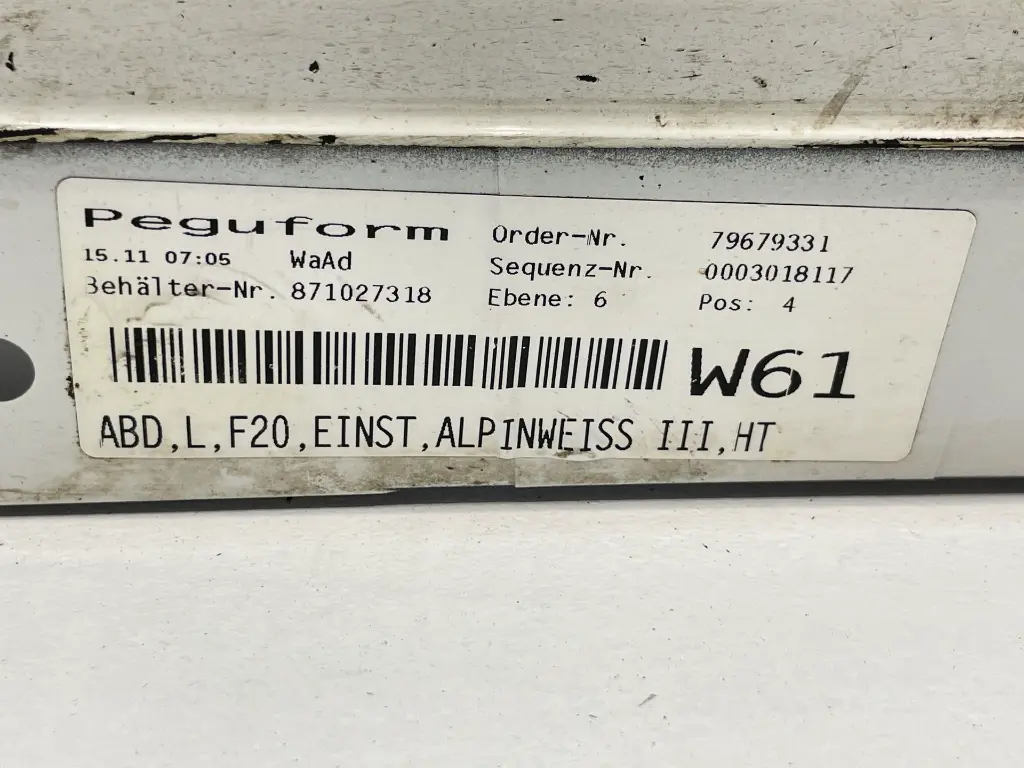 Peguform
15.11 07:05 WaAd
Behälter-Nr. 871027318
Order-Nr. 79679331
Sequenz-Nr. 0003018117
Ebene: 6 Pos: 4
W61
ABD,L,F20,EINST,ALPINWEISS III,HT